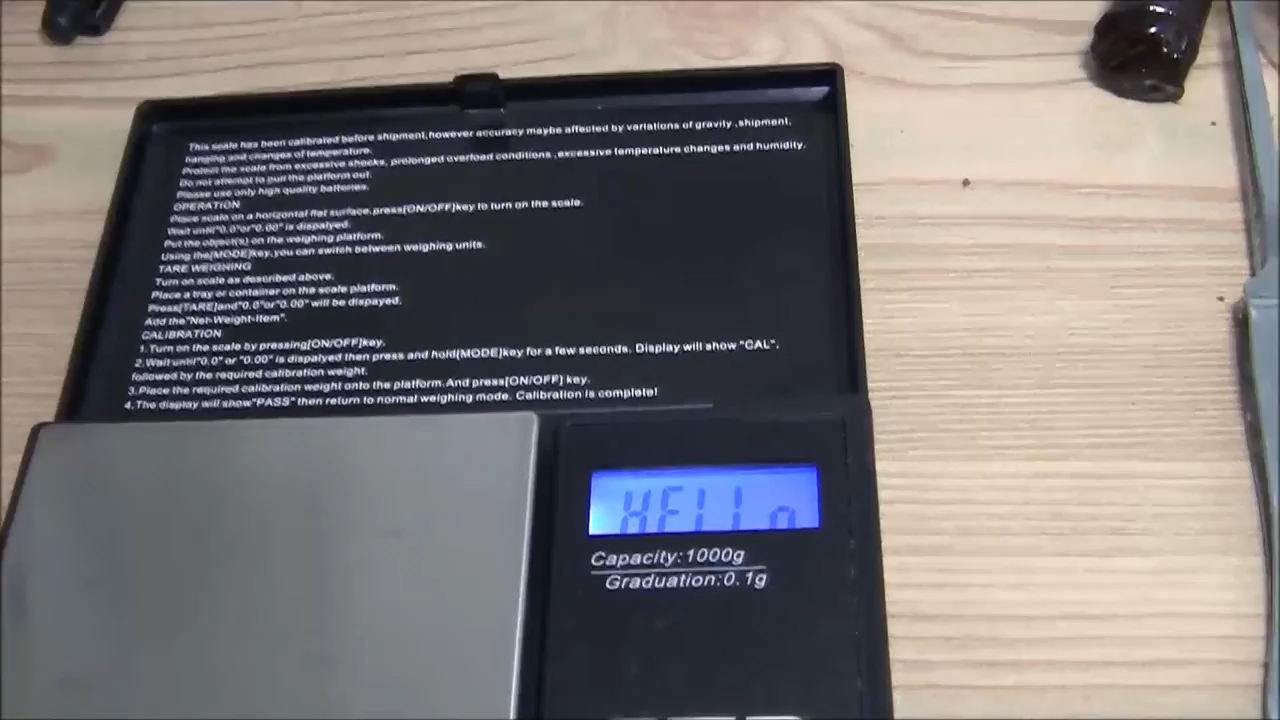 This scale has been calibrated before shipment,however accuracy maybe affected by variations of gravity ,shipment,
hanging and changes of temperature.
Protect the scale from excessive shocks, prolonged overload conditions ,excessive temperature changes and humidity.
Do not attempt to pull the platform out.
Please use only high quality batteries.
OPERATION
Place scale on a horizontal flat surface,press[ON/OFF]key to turn on the scale.
Wait until"0.0"or"0.00" is dispalyed.
Put the object(s) on the weighing platform.
Using the[MODE]key,you can switch between weighing units.
TARE WEIGHING
Turn on scale as described above.
Place a tray or container on the scale platform.
Press[TARE]and"0.0"or"0.00" will be dispayed.
Add the"Net-Weight-Item".
CALIBRATION
1.Turn on the scale by pressing[ON/OFF]key.
2.Wait until"0.0" or "0.00" is dispalyed then press and hold[MODE]key for a few seconds. Display will show "CAL",
followed by the required calibration weight.
3.Place the required calibration weight onto the platform.And press[ON/OFF] key.
4.The display will show"PASS" then return to normal weighing mode. Calibration is complete!
HELLo
Capacity:1000g
Graduation:0.1g